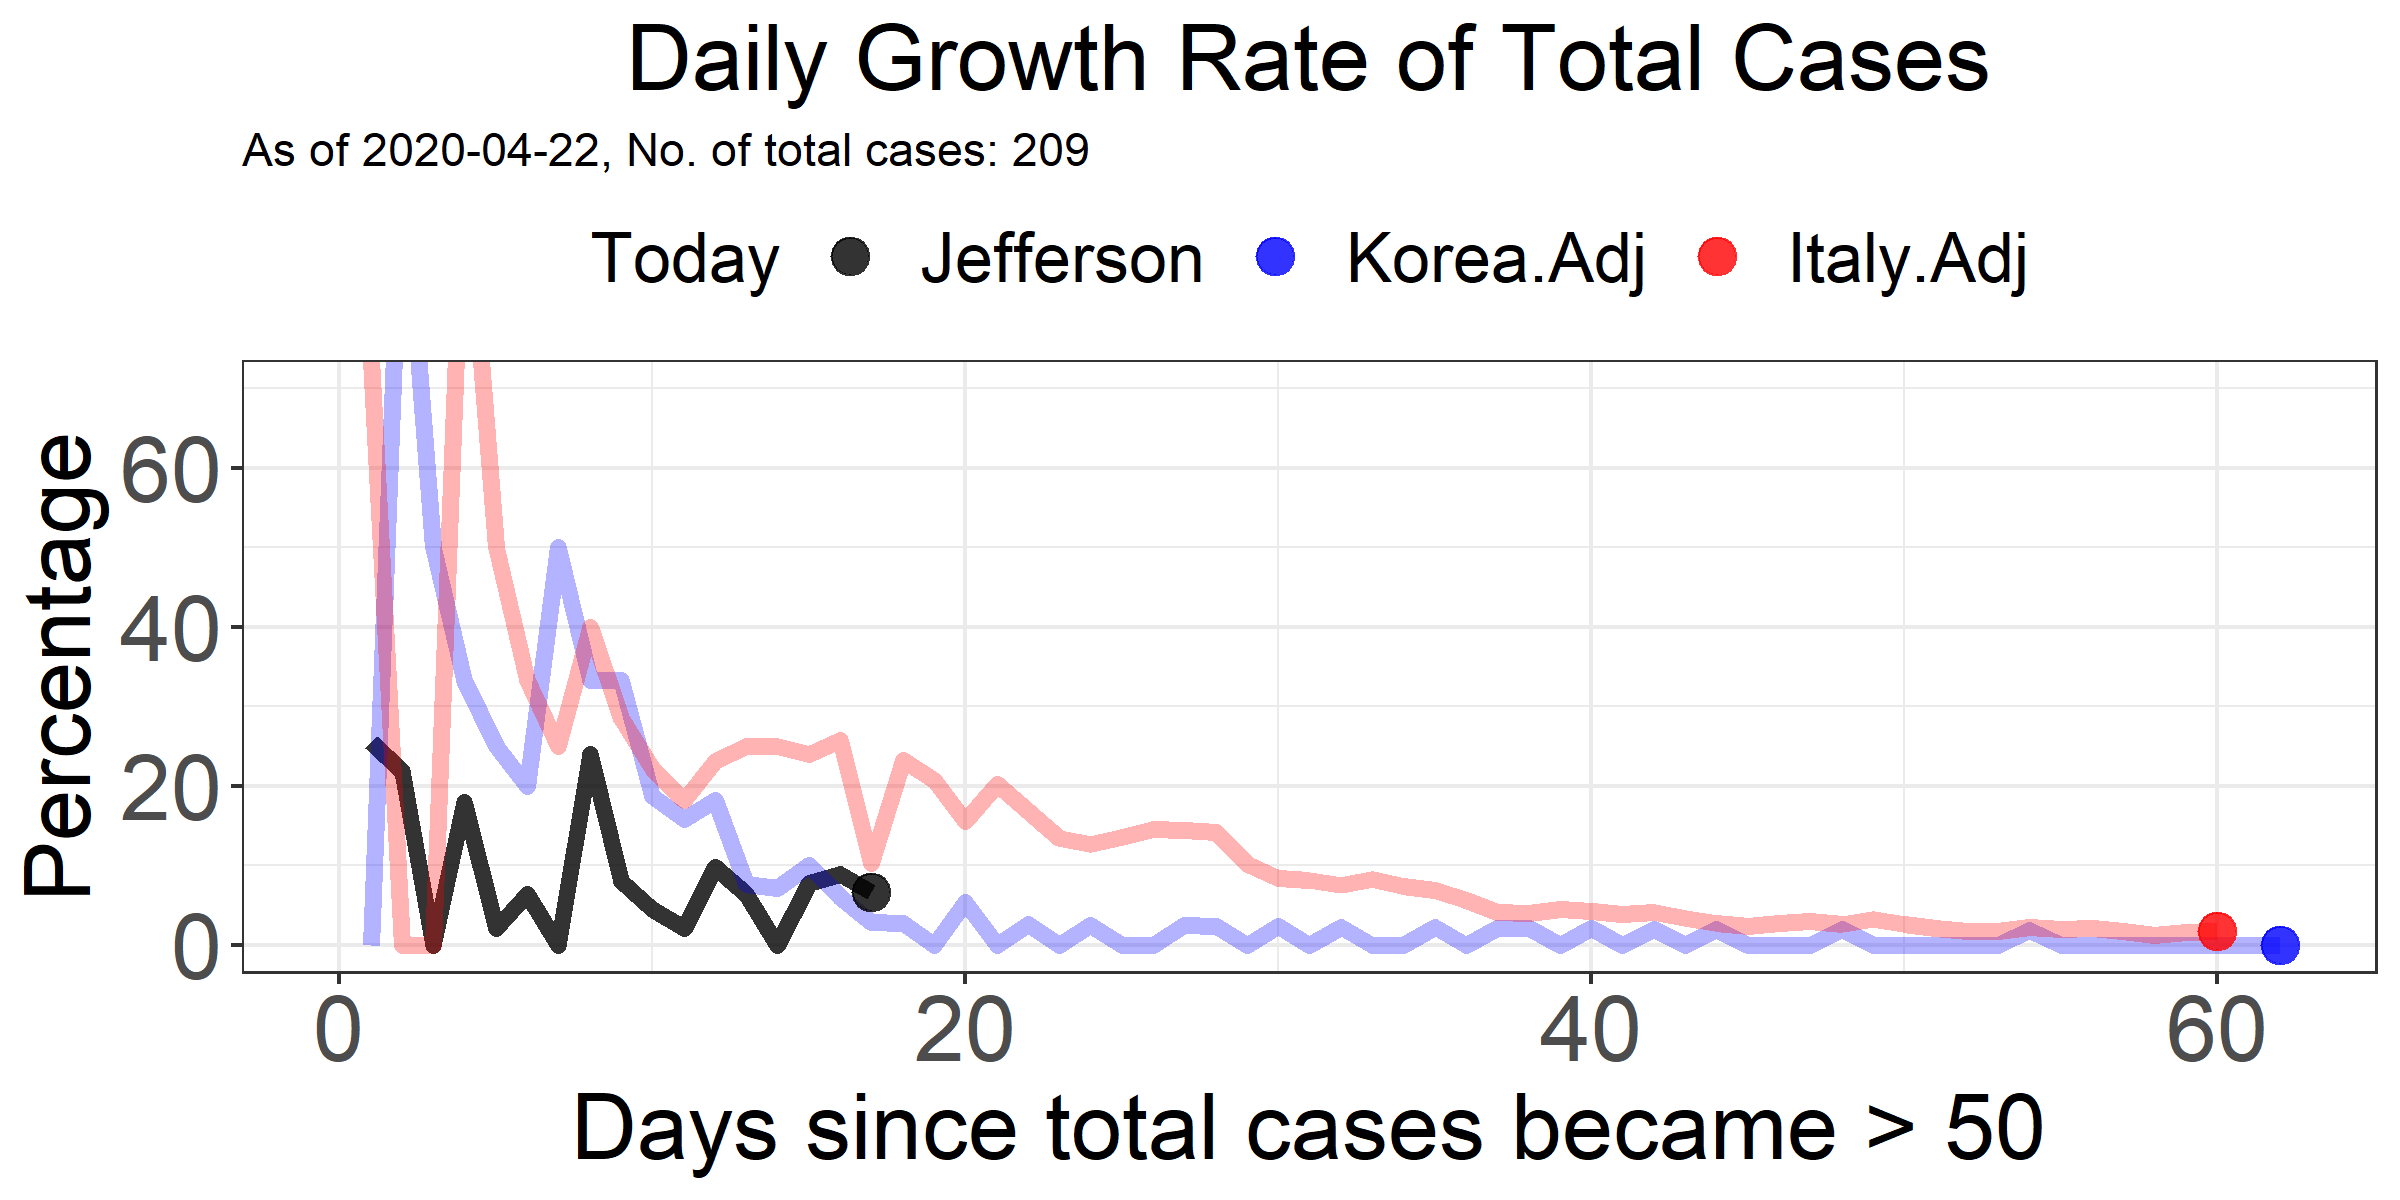 Daily Growth Rate of Total Cases
As of 2020-04-22, No. of total cases: 209
Today Jefferson Korea.Adj Italy.Adj
Percentage
60
40
20
0
0 20 40 60
Days since total cases became > 50